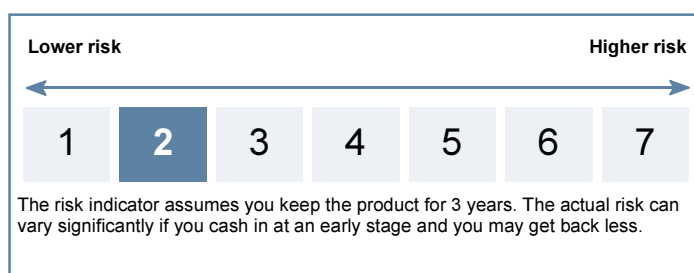 Lower risk Higher risk
1 2 3 4 5 6 7
The risk indicator assumes you keep the product for 3 years. The actual risk can
vary significantly if you cash in at an early stage and you may get back less.